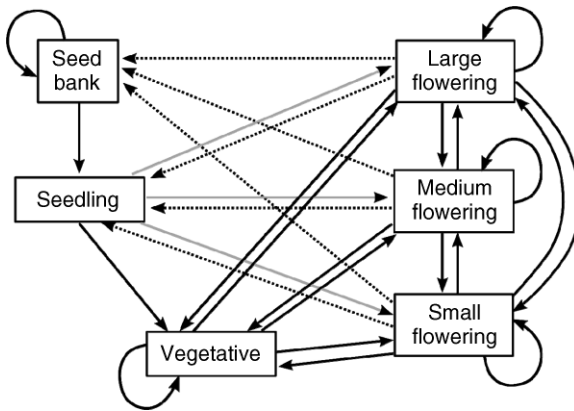 Seed
bank
Large
flowering
Seedling
Medium
flowering
Small
flowering
Vegetative